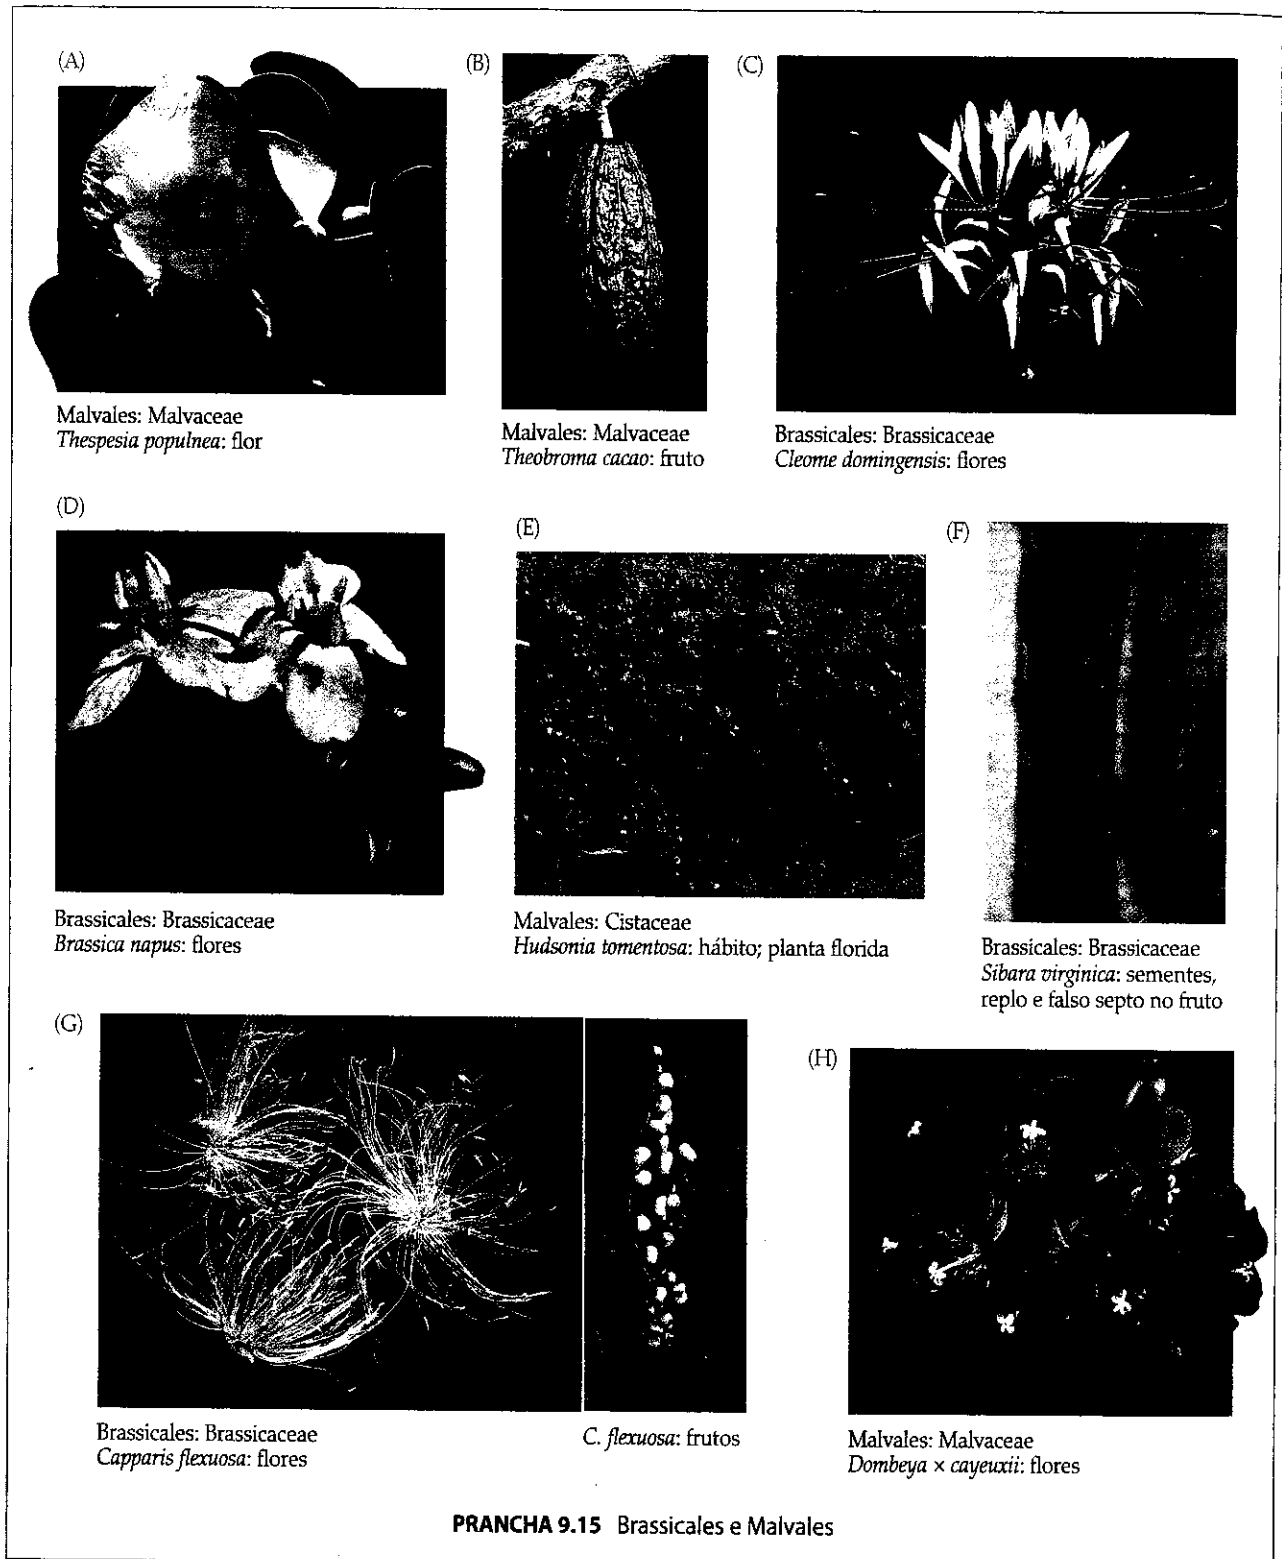 (A)
(B)
(C)
Malvales: Malvaceae
Thespesia populnea: flor
Malvales: Malvaceae
Theobroma cacao: fruto
Brassicales: Brassicaceae
Cleome domingensis: flores
(D)
(E)
(F)
Brassicales: Brassicaceae
Brassica napus: flores
Malvales: Cistaceae
Hudsonia tomentosa: hábito; planta florida
Brassicales: Brassicaceae
Sibara virginica: sementes,
replo e falso septo no fruto
(G)
(H)
Brassicales: Brassicaceae
Capparis flexuosa: flores
C. flexuosa: frutos
Malvales: Malvaceae
Dombeya × cayeuxii: flores
PRANCHA 9.15 Brassicales e Malvales